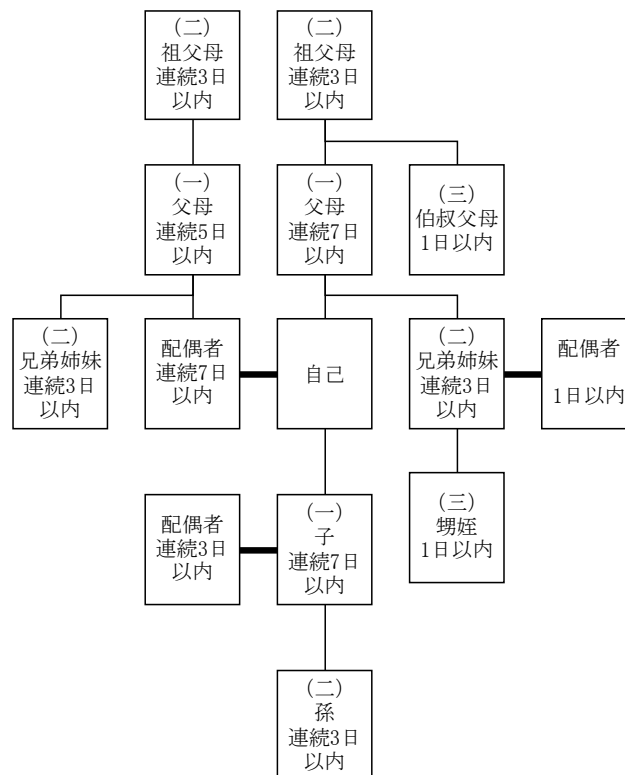 (二)
祖父母
連続3日
以内
(二)
祖父母
連続3日
以内
(一)
父母
連続5日
以内
(一)
父母
連続7日
以内
(三)
伯叔父母
1日以内
(二)
兄弟姉妹
連続3日
以内
配偶者
連続7日
以内
自己
(二)
兄弟姉妹
連続3日
以内
配偶者
1日以内
配偶者
連続3日
以内
(一)
子
連続7日
以内
(三)
甥姪
1日以内
(二)
孫
連続3日
以内